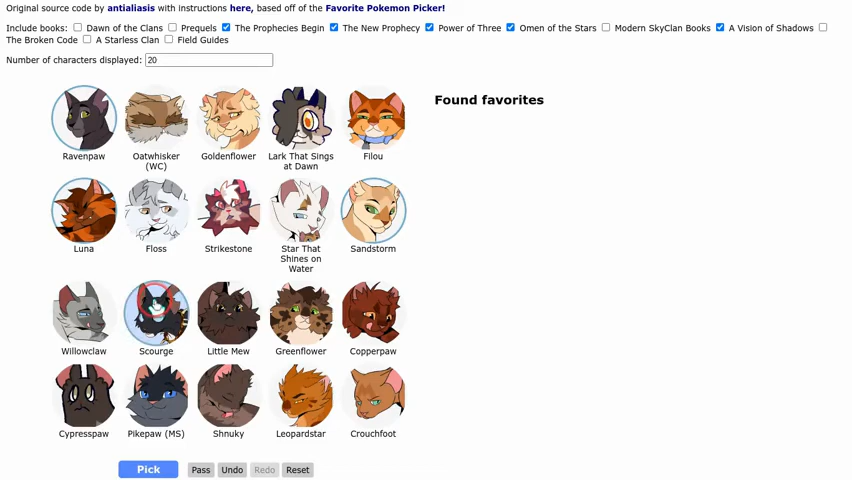 Original source code by antialiasis with instructions here, based off of the Favorite Pokemon Picker!
Include books: Dawn of the Clans Prequels The Prophecies Begin The New Prophecy Power of Three Omen of the Stars Modern SkyClan Books A Vision of Shadows
The Broken Code A Starless Clan Field Guides
Number of characters displayed: 20
Found favorites
Ravenpaw Oatwhisker (WC) Goldenflower Lark That Sings at Dawn Filou
Luna Floss Strikestone Star That Shines on Water Sandstorm
Willowclaw Scourge Little Mew Greenflower Copperpaw
Cypresspaw Pikepaw (MS) Shnuky Leopardstar Crouchfoot
Pick Pass Undo Redo Reset